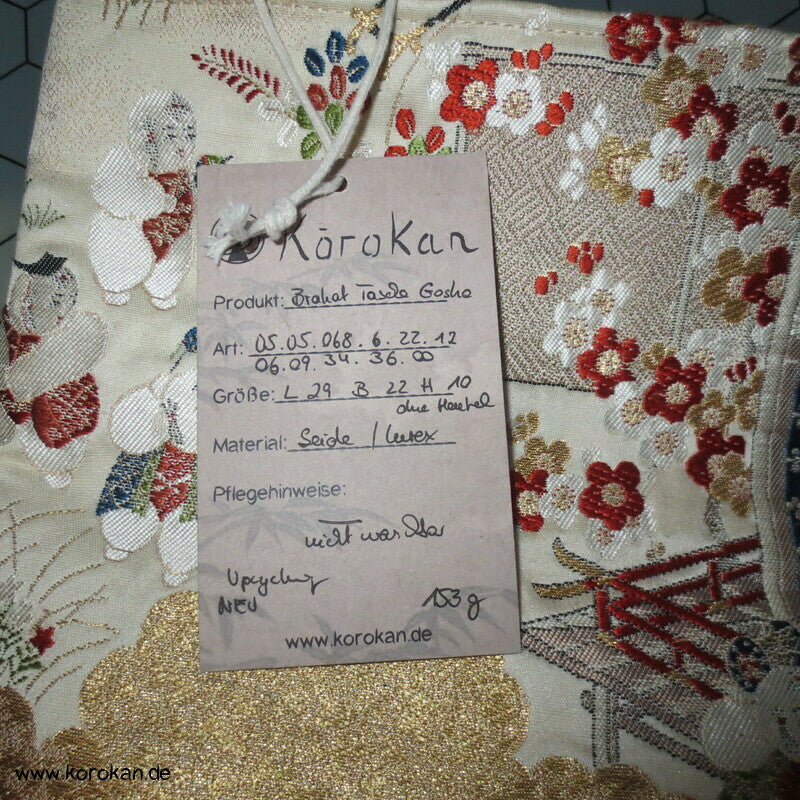 Kōrokan
Produkt: Brokat Tasche Gosho
Art: 05.05.068.6.22.12
06.09.34.36.00
Größe: L 29 B 22 H 10
ohne Henkel
Material: Seide / Lurex
Pflegehinweise:
nicht waschbar
Upcycling
NEU 153 g
www.korokan.de
www.korokan.de